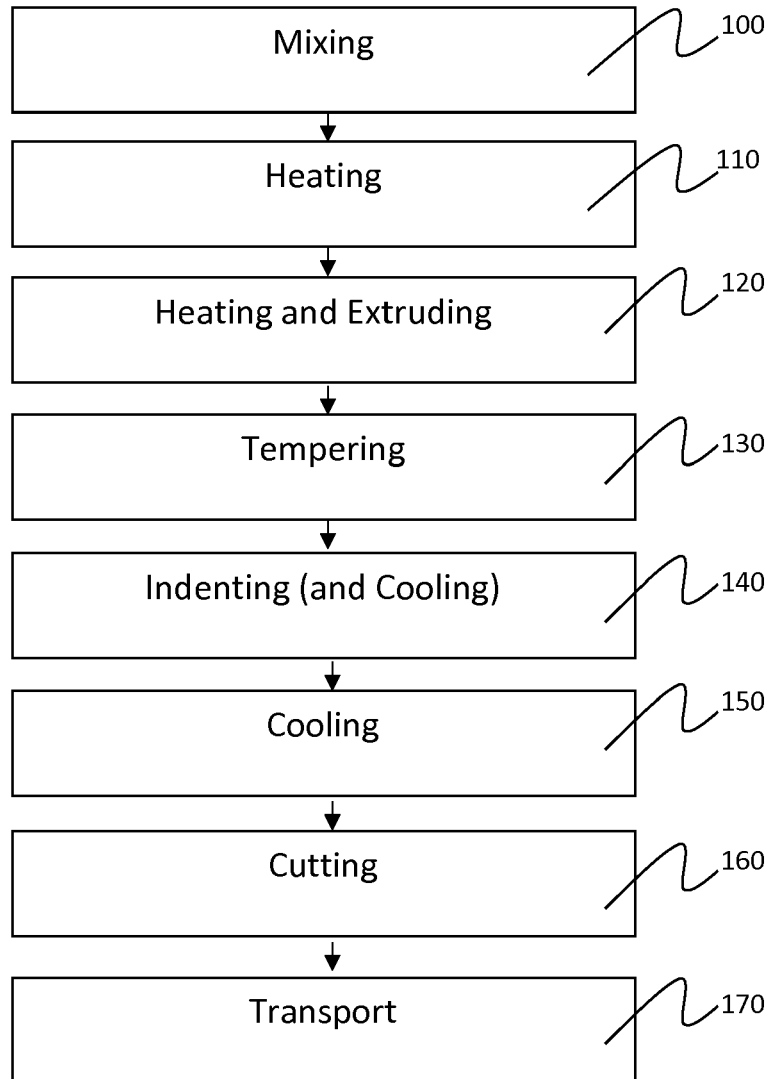 Mixing
100
Heating
110
Heating and Extruding
120
Tempering
130
Indenting (and Cooling)
140
Cooling
150
Cutting
160
Transport
170